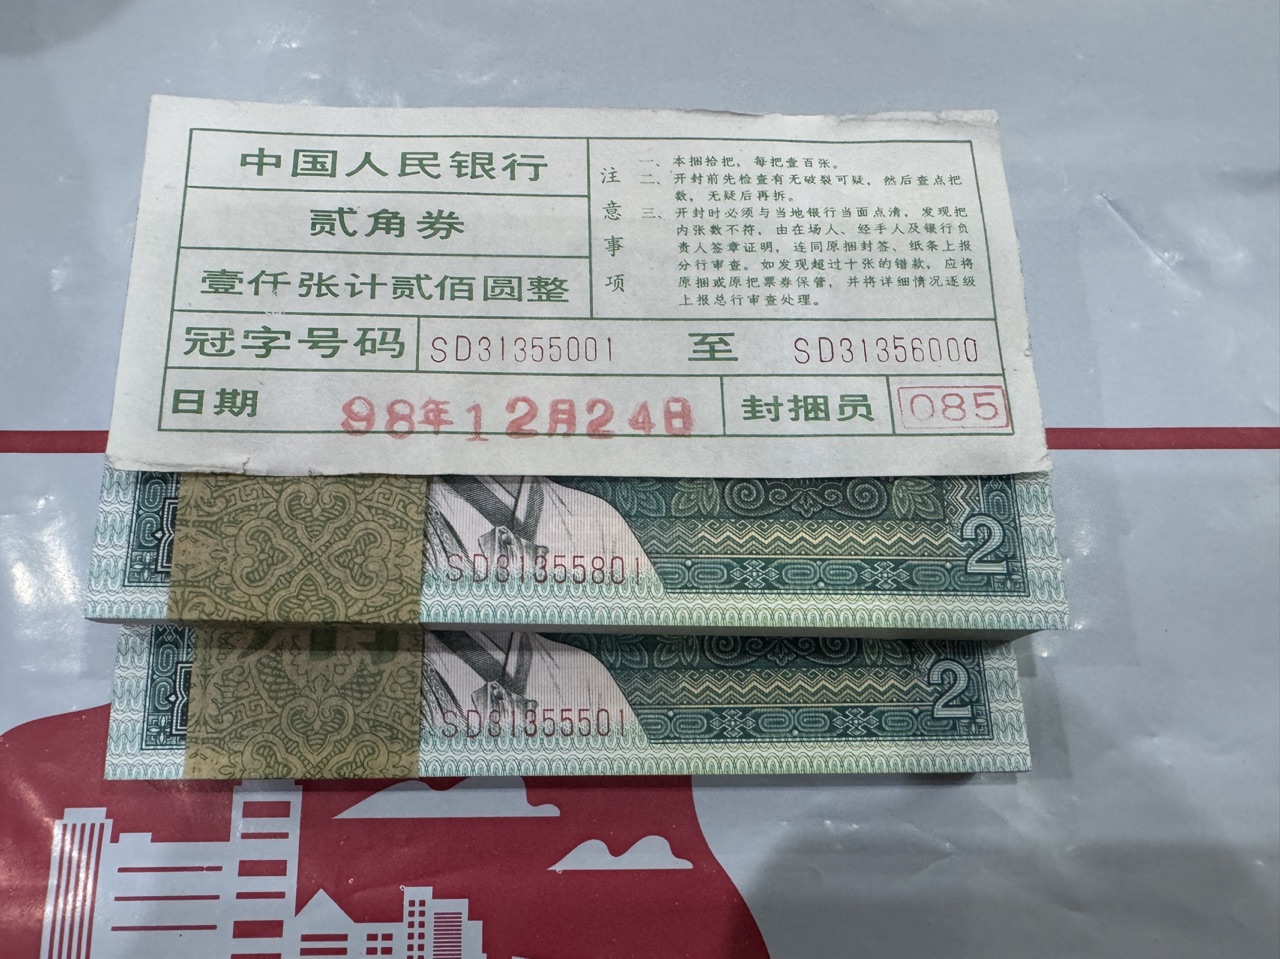 中国人民银行
贰角券
壹仟张计贰佰圆整
注意事项
一、本捆拾把，每把壹百张。
二、开封前先检查有无破裂可疑，然后查点把
数，无疑后再拆。
三、开封时必须与当地银行当面点清，发现把
内张数不符，由在场人、经手人及银行负
责人签章证明，连同原捆封签、纸条上报
分行审查。如发现超过十张的错款，应将
原捆或原把票券保管，并将详细情况逐级
上报总行审查处理。
冠字号码 SD31355001 至 SD31356000
日期 98年12月24日 封捆员 085
SD31355801 2
SD31355501 2